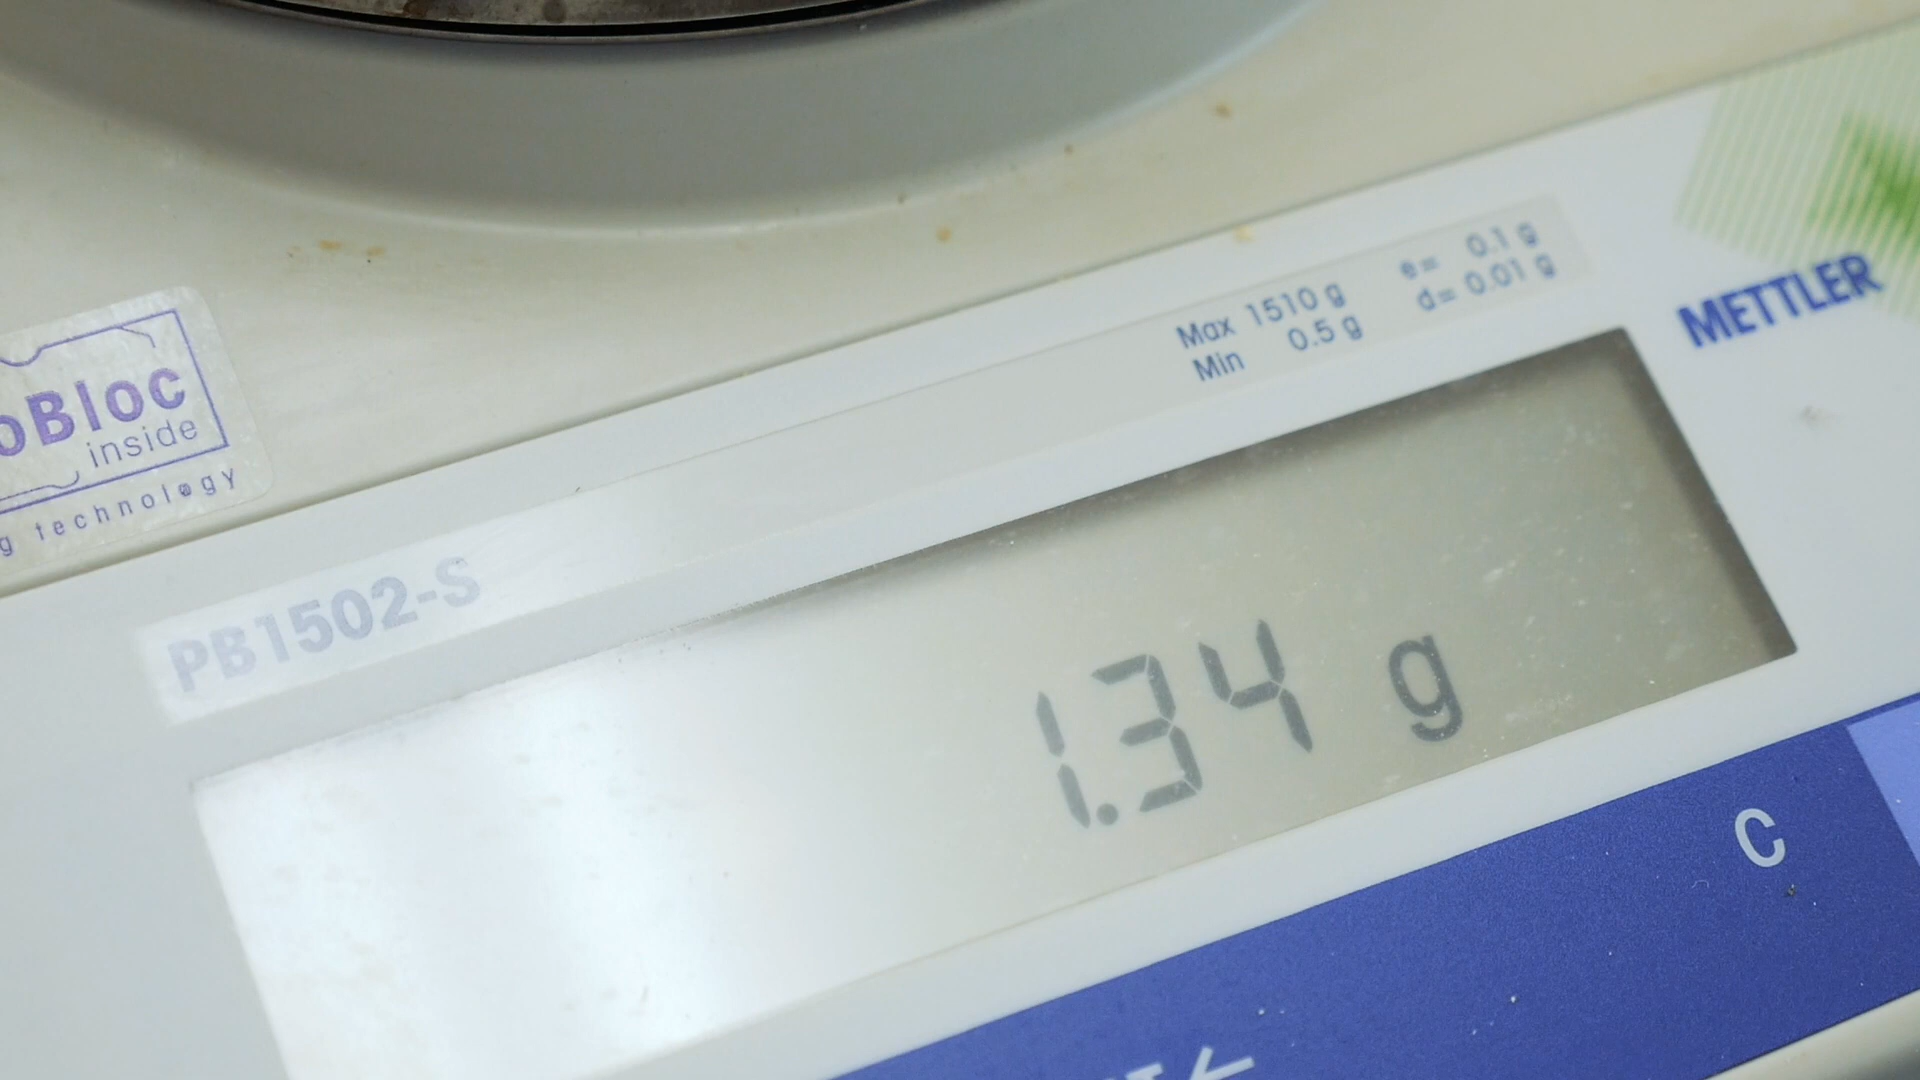 oBloc
inside
g technology
PB1502-S
Max 1510 g e= 0.1 g
Min 0.5 g d= 0.01 g
METTLER
1.34 g
C